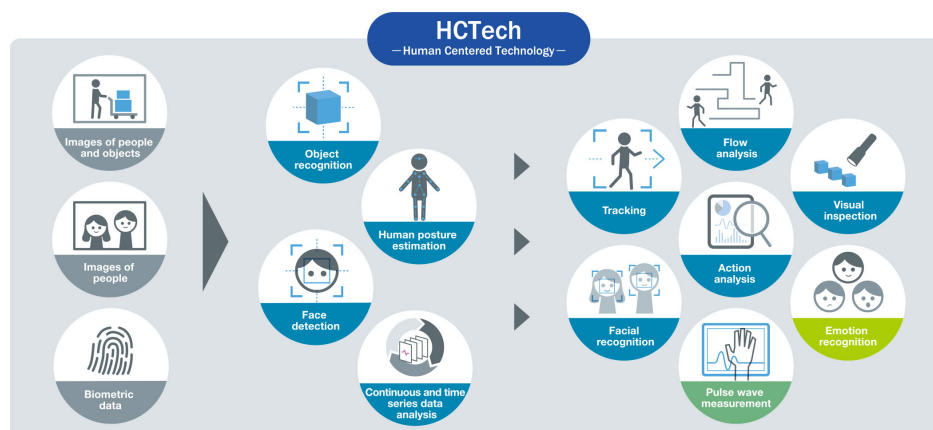 HCTech
—Human Centered Technology—
Images of people
and objects
Images of
people
Biometric
data
Object
recognition
Human posture
estimation
Face
detection
Continuous and time
series data
analysis
Tracking
Facial
recognition
Flow
analysis
Action
analysis
Pulse wave
measurement
Visual
inspection
Emotion
recognition